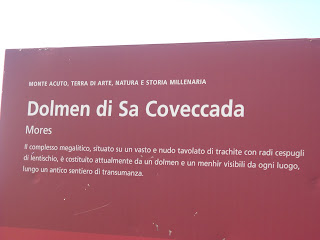 MONTE ACUTO, TERRA DI ARTE, NATURA E STORIA MILLENARIA
Dolmen di Sa Coveccada
Mores
Il complesso megalitico, situato su un vasto e nudo tavolato di trachite con radi cespugli
di lentischio, è costituito attualmente da un dolmen e un menhir visibili da ogni luogo,
lungo un antico sentiero di transumanza.